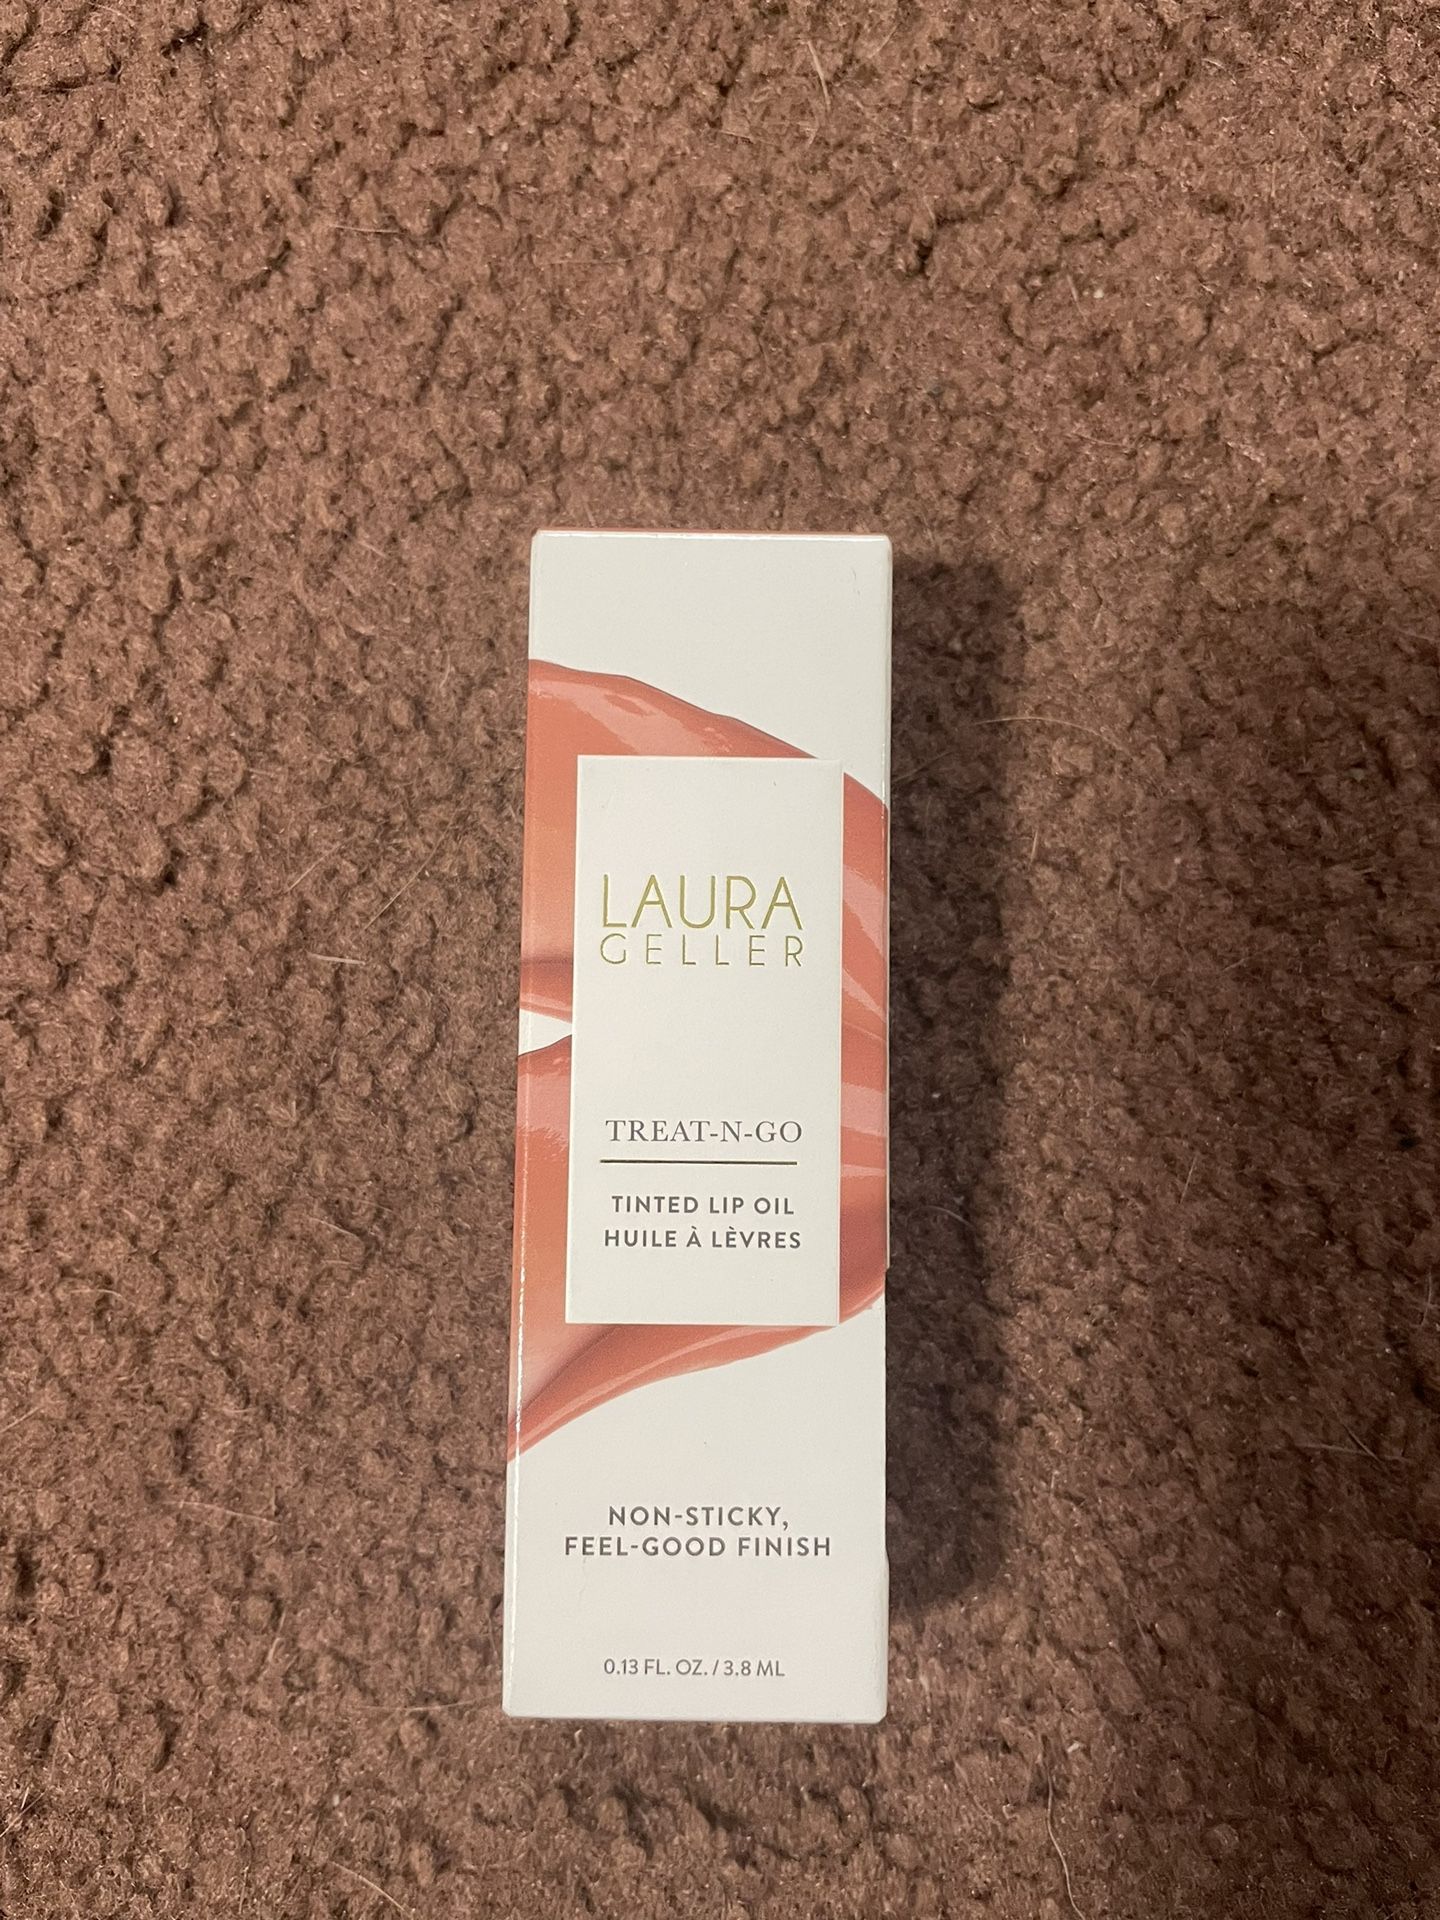 LAURA
GELLER
TREAT-N-GO
TINTED LIP OIL
HUILE À LÈVRES
NON-STICKY,
FEEL-GOOD FINISH
0.13 FL. OZ. / 3.8 ML